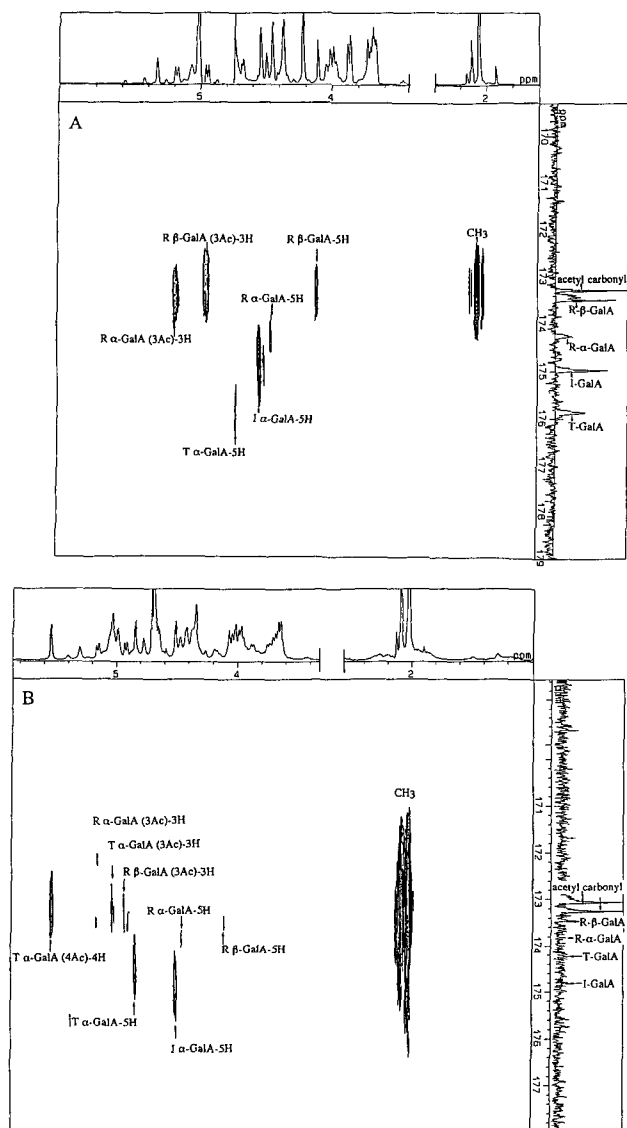 ppm
5
4
2
A
ppm
170
171
172
R β-GalA (3Ac)-3H
R β-GalA-5H
CH3
173
acetyl carbonyl
R α-GalA-5H
R-β-GalA
174
R α-GalA (3Ac)-3H
R-α-GalA
175
I-GalA
I α-GalA-5H
176
T-GalA
T α-GalA-5H
177
178
179
ppm
5
4
2
B
CH3
171
R α-GalA (3Ac)-3H
T α-GalA (3Ac)-3H
172
R β-GalA (3Ac)-3H
acetyl carbonyl
173
R α-GalA-5H
R-β-GalA
R β-GalA-5H
R-α-GalA
174
T α-GalA (4Ac)-4H
T-GalA
I-GalA
175
T α-GalA-5H
I α-GalA-5H
176
177